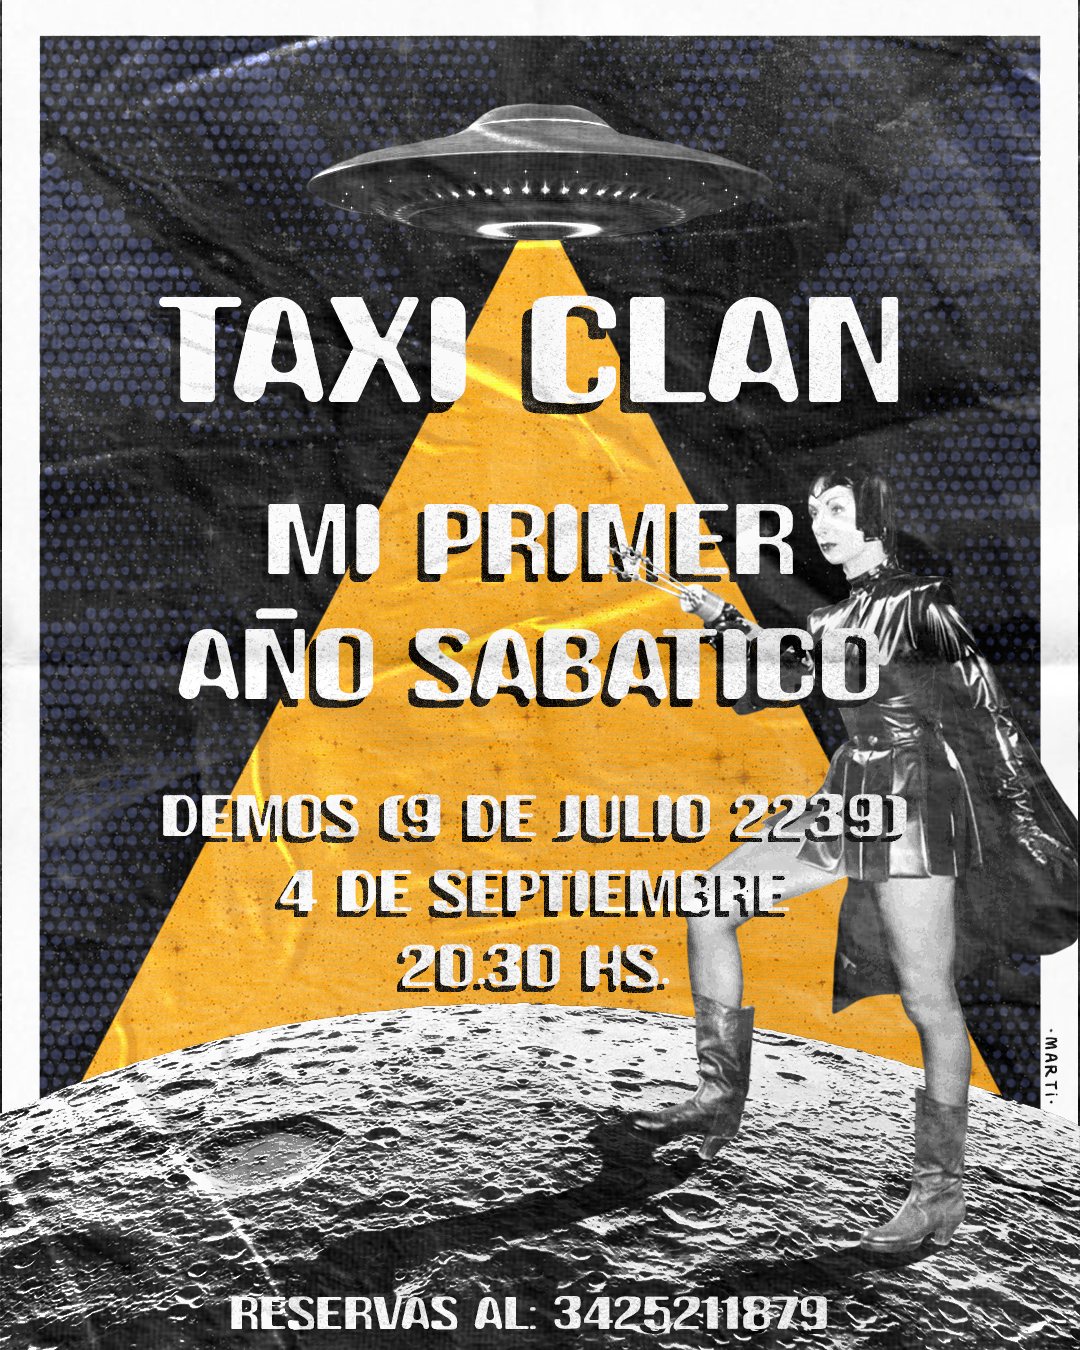 TAXI CLAN
MI PRIMER
AÑO SABATICO
DEMOS (9 DE JULIO 2239)
4 DE SEPTIEMBRE
20.30 HS.
·MARTi·
RESERVAS AL: 3425211879